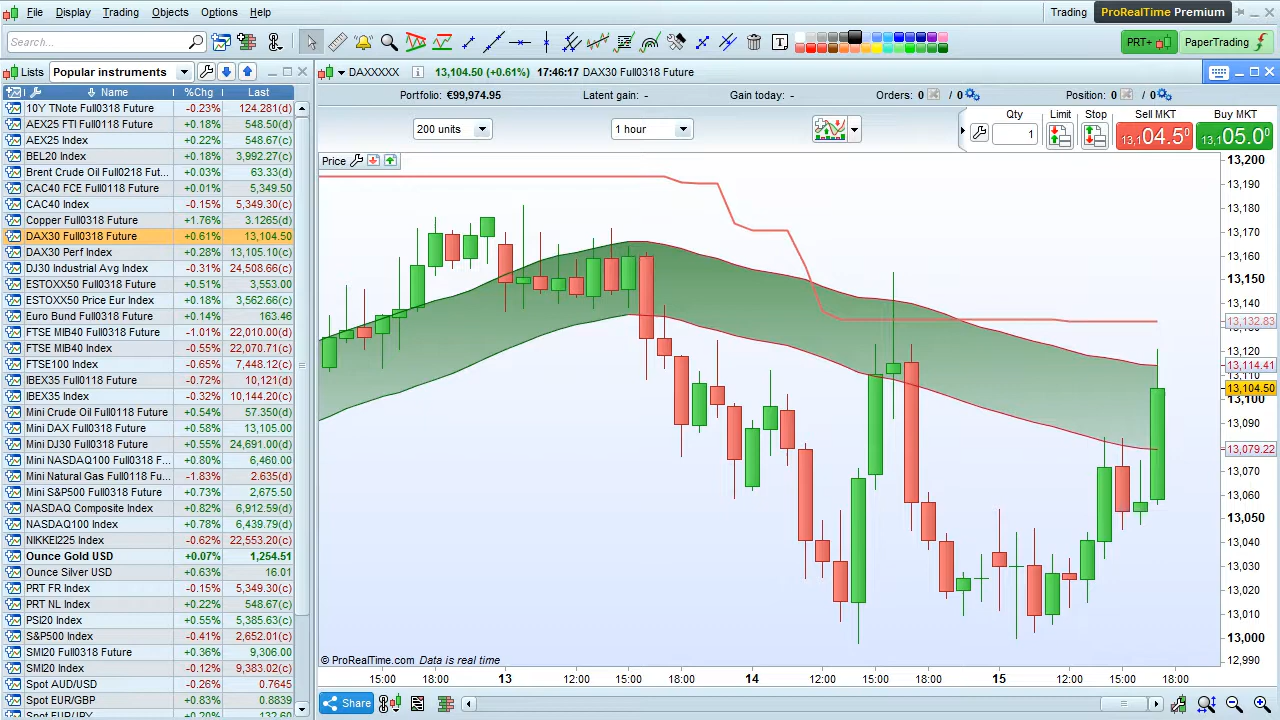 File Display Trading Objects Options Help Trading ProRealTime Premium
Search... PRT+ PaperTrading
Lists Popular instruments DAXXXXX 13,104.50 (+0.61%) 17:46:17 DAX30 Full0318 Future
Name %Chg Last
Portfolio: €99,974.95 Latent gain: - Gain today: - Orders: 0 / 0 Position: 0 / 0
200 units 1 hour Qty 1 Limit Stop Sell MKT 13,1 04.5 0 Buy MKT 13,1 05.0 0
Price
10Y TNote Full0318 Future -0.23% 124.281(d)
AEX25 FTI Full0118 Future +0.18% 548.50(d)
AEX25 Index +0.22% 548.67(c)
BEL20 Index +0.18% 3,992.27(c)
Brent Crude Oil Full0218 Fut... +0.03% 63.33(d)
CAC40 FCE Full0118 Future +0.01% 5,349.50
CAC40 Index -0.15% 5,349.30(c)
Copper Full0318 Future +1.76% 3.1265(d)
DAX30 Full0318 Future +0.61% 13,104.50
DAX30 Perf Index +0.28% 13,105.10(c)
DJ30 Industrial Avg Index -0.31% 24,508.66(c)
ESTOXX50 Full0318 Future +0.51% 3,553.00
ESTOXX50 Price Eur Index +0.18% 3,562.66(c)
Euro Bund Full0318 Future +0.14% 163.46
FTSE MIB40 Full0318 Future -1.01% 22,010.00(d)
FTSE MIB40 Index -0.55% 22,070.71(c)
FTSE100 Index -0.65% 7,448.12(c)
IBEX35 Full0118 Future -0.72% 10,121(d)
IBEX35 Index -0.32% 10,144.20(c)
Mini Crude Oil Full0118 Future +0.54% 57.350(d)
Mini DAX Full0318 Future +0.58% 13,105.00
Mini DJ30 Full0318 Future +0.55% 24,691.00(d)
Mini NASDAQ100 Full0318 F... +0.80% 6,460.00
Mini Natural Gas Full0118 Fu... -1.83% 2.635(d)
Mini S&P500 Full0318 Future +0.73% 2,675.50
NASDAQ Composite Index +0.82% 6,912.59(d)
NASDAQ100 Index +0.78% 6,439.79(d)
NIKKEI225 Index -0.62% 22,553.20(c)
Ounce Gold USD +0.07% 1,254.51
Ounce Silver USD +0.63% 16.01
PRT FR Index -0.15% 5,349.30(c)
PRT NL Index +0.22% 548.67(c)
PSI20 Index +0.55% 5,385.63(c)
S&P500 Index -0.41% 2,652.01(c)
SMI20 Full0318 Future +0.36% 9,306.00
SMI20 Index -0.12% 9,383.02(c)
Spot AUD/USD -0.26% 0.7645
Spot EUR/GBP +0.83% 0.8839
Spot EUR/JPY +0.20% 132.60
13,200
13,190
13,180
13,170
13,160
13,150
13,140
13,132.83
13,120
13,114.41
13,110
13,104.50
13,100
13,090
13,079.22
13,070
13,060
13,050
13,040
13,030
13,020
13,010
13,000
12,990
© ProRealTime.com Data is real time
15:00 18:00 13 12:00 15:00 18:00 14 12:00 15:00 18:00 15 12:00 15:00 18:00
Share